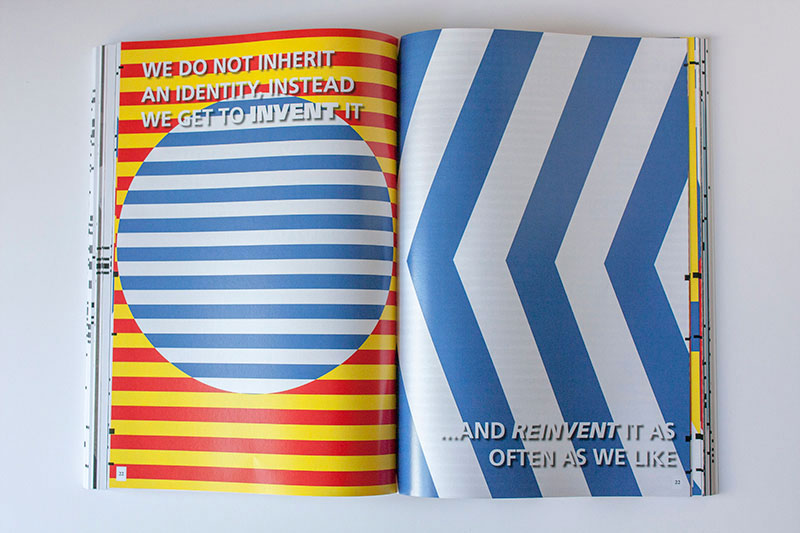 WE DO NOT INHERIT
AN IDENTITY, INSTEAD
WE GET TO INVENT IT
...AND REINVENT IT AS
OFTEN AS WE LIKE
22